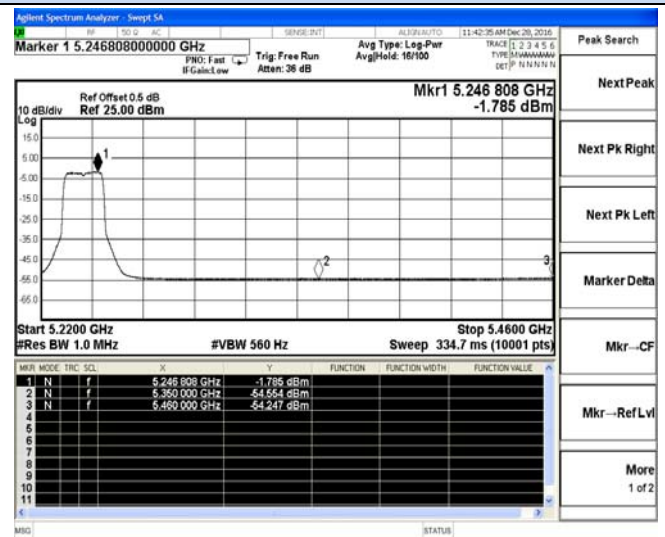 Agilent Spectrum Analyzer - Swept SA
RF 50 Ω AC SENSE:INT ALIGN AUTO 11:42:35 AM Dec 28, 2016
Marker 1 5.246808000000 GHz
PNO: Fast
IFGain:Low
Trig: Free Run
Atten: 36 dB
Avg Type: Log-Pwr
Avg|Hold: 16/100
TRACE 1 2 3 4 5 6
TYPE MWWWWW
DET P N N N N N
Peak Search
Next Peak
Next Pk Right
Next Pk Left
Marker Delta
Mkr→CF
Mkr→RefLvl
More
1 of 2
Ref Offset 0.5 dB
10 dB/div Ref 25.00 dBm
Log
Mkr1 5.246 808 GHz
-1.785 dBm
15.0
5.00
-5.00
-15.0
-25.0
-35.0
-45.0
-55.0
-65.0
1
2
3
Start 5.2200 GHz Stop 5.4600 GHz
#Res BW 1.0 MHz #VBW 560 Hz Sweep 334.7 ms (10001 pts)
MKR MODE TRC SCL X Y FUNCTION FUNCTION WIDTH FUNCTION VALUE
1 N f 5.246 808 GHz -1.785 dBm
2 N f 5.350 000 GHz -54.554 dBm
3 N f 5.460 000 GHz -54.247 dBm
4
5
6
7
8
9
10
11
MSG STATUS